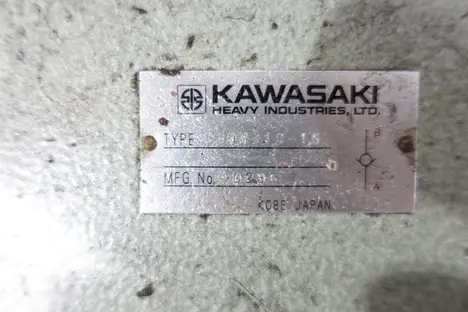 KAWASAKI
HEAVY INDUSTRIES, LTD.
TYPE
B
MFG No.
A
KOBE JAPAN